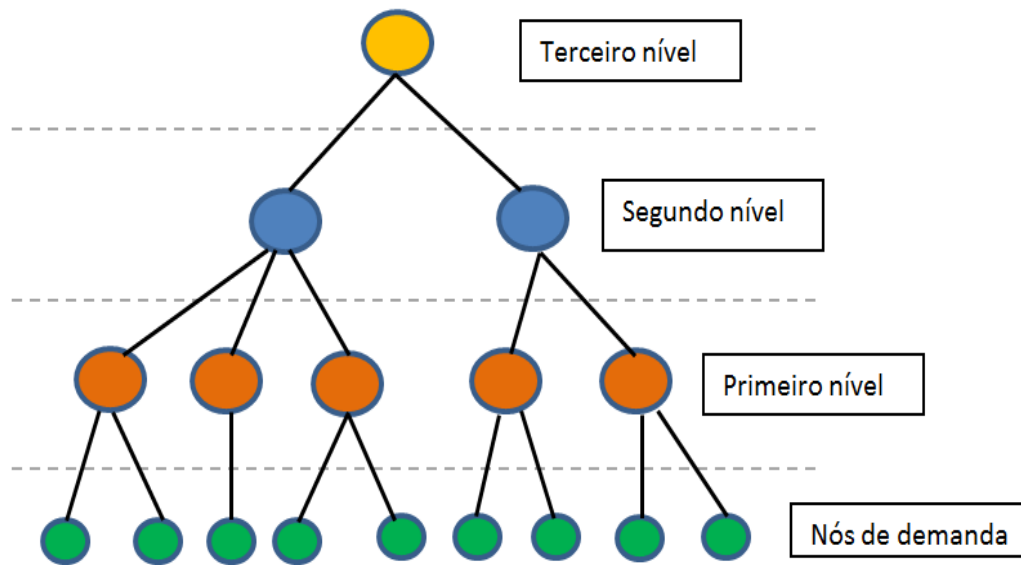 Terceiro nível
Segundo nível
Primeiro nível
Nós de demanda